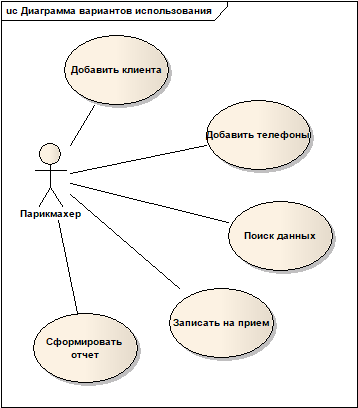 uc Диаграмма вариантов использования
Добавить клиента
Добавить телефоны
Парикмахер
Поиск данных
Записать на прием
Сформировать
отчет